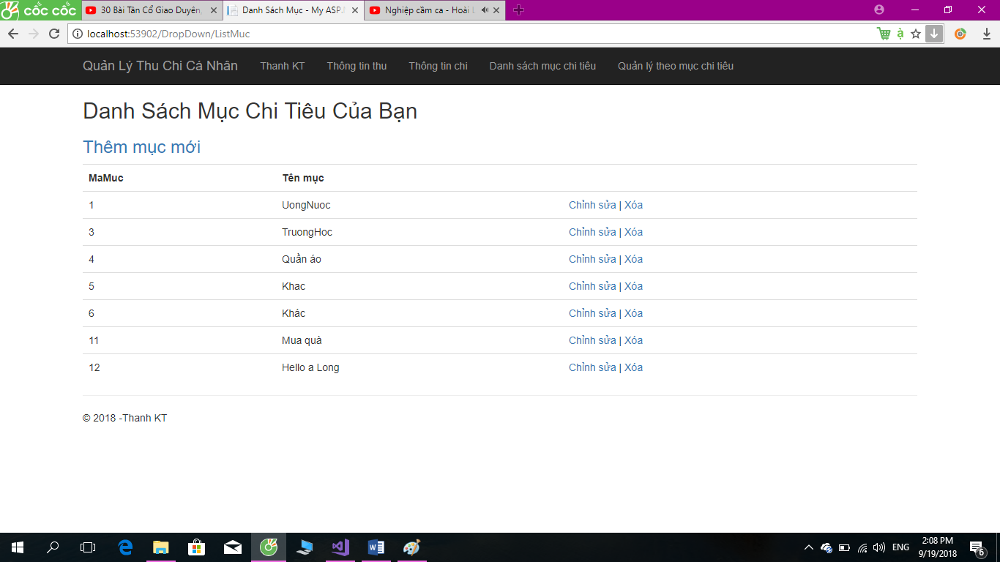 cốc cốc
30 Bài Tân Cổ Giao Duyên,
Danh Sách Mục - My ASP.N
Nghiệp cầm ca - Hoài L
localhost:53902/DropDown/ListMuc
Quản Lý Thu Chi Cá Nhân Thanh KT Thông tin thu Thông tin chi Danh sách mục chi tiêu Quản lý theo mục chi tiêu
Danh Sách Mục Chi Tiêu Của Bạn
Thêm mục mới
MaMuc Tên mục
1 UongNuoc Chỉnh sửa | Xóa
3 TruongHoc Chỉnh sửa | Xóa
4 Quần áo Chỉnh sửa | Xóa
5 Khac Chỉnh sửa | Xóa
6 Khác Chỉnh sửa | Xóa
11 Mua quà Chỉnh sửa | Xóa
12 Hello a Long Chỉnh sửa | Xóa
© 2018 -Thanh KT
ENG
2:08 PM
9/19/2018
6